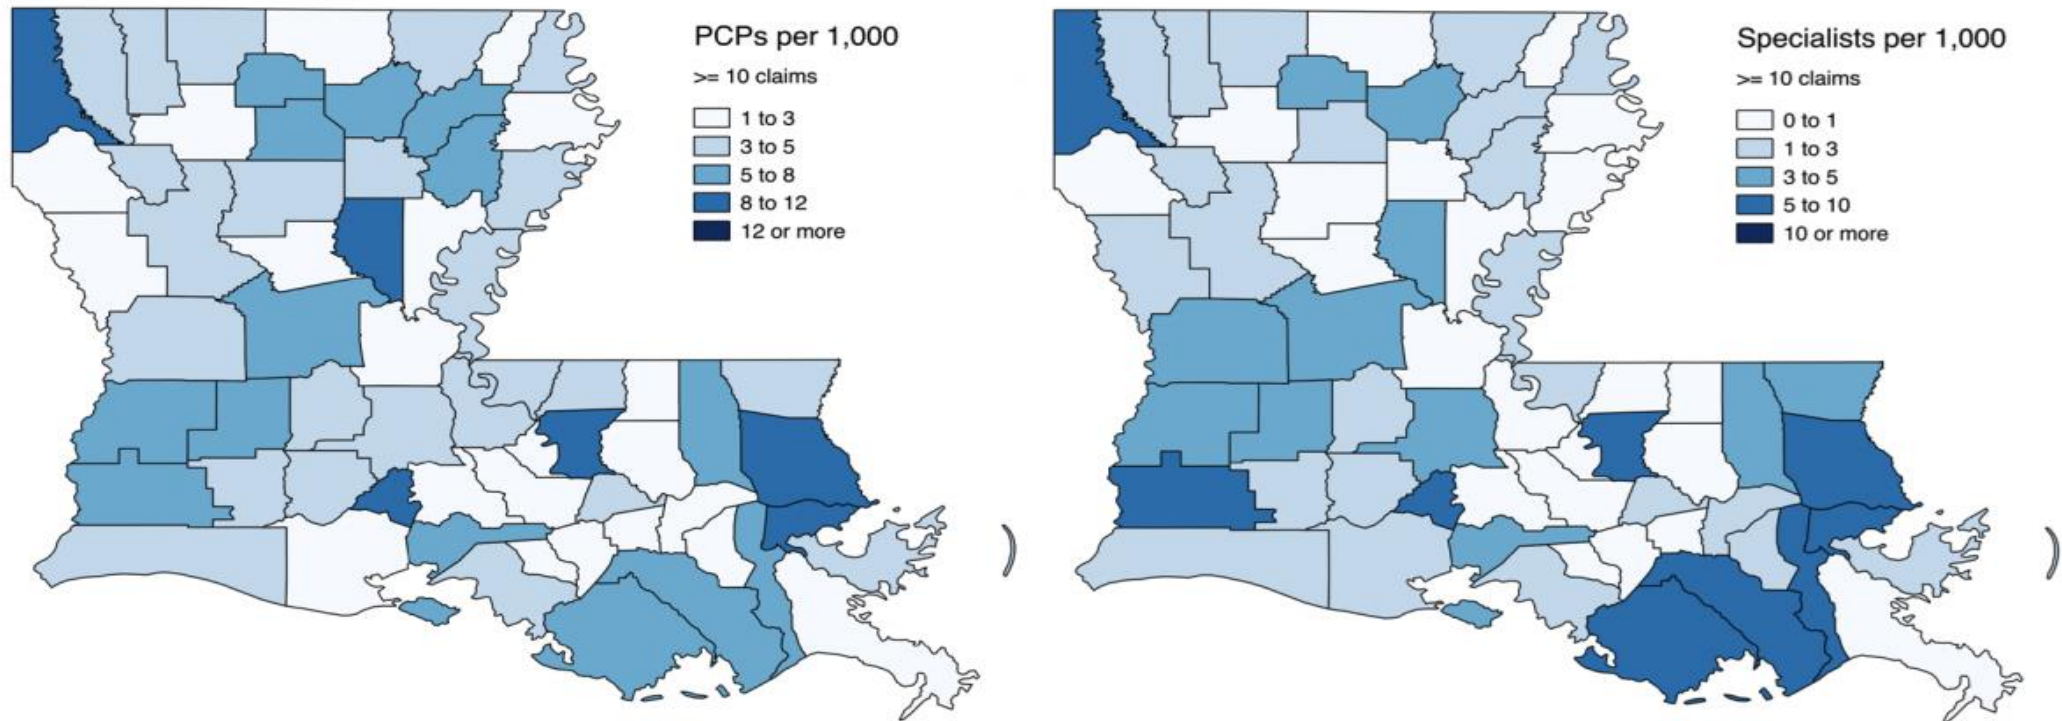 PCPs per 1,000
>= 10 claims
1 to 3
3 to 5
5 to 8
8 to 12
12 or more
Specialists per 1,000
>= 10 claims
0 to 1
1 to 3
3 to 5
5 to 10
10 or more
)
)